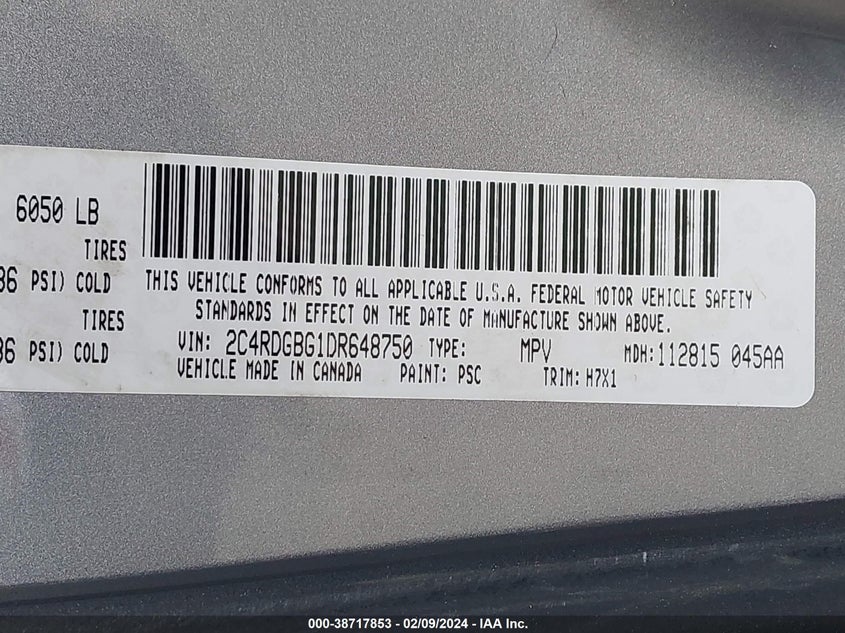 6050 LB
TIRES
36 PSI) COLD
TIRES
36 PSI) COLD
THIS VEHICLE CONFORMS TO ALL APPLICABLE U.S.A. FEDERAL MOTOR VEHICLE SAFETY
STANDARDS IN EFFECT ON THE DATE OF MANUFACTURE SHOWN ABOVE.
VIN: 2C4RDGBG1DR648750 TYPE: MPV MDH: 112815 045AA
VEHICLE MADE IN CANADA PAINT: PSC TRIM: H7X1
000-38717853 / 02/09/2024 - IAA Inc.